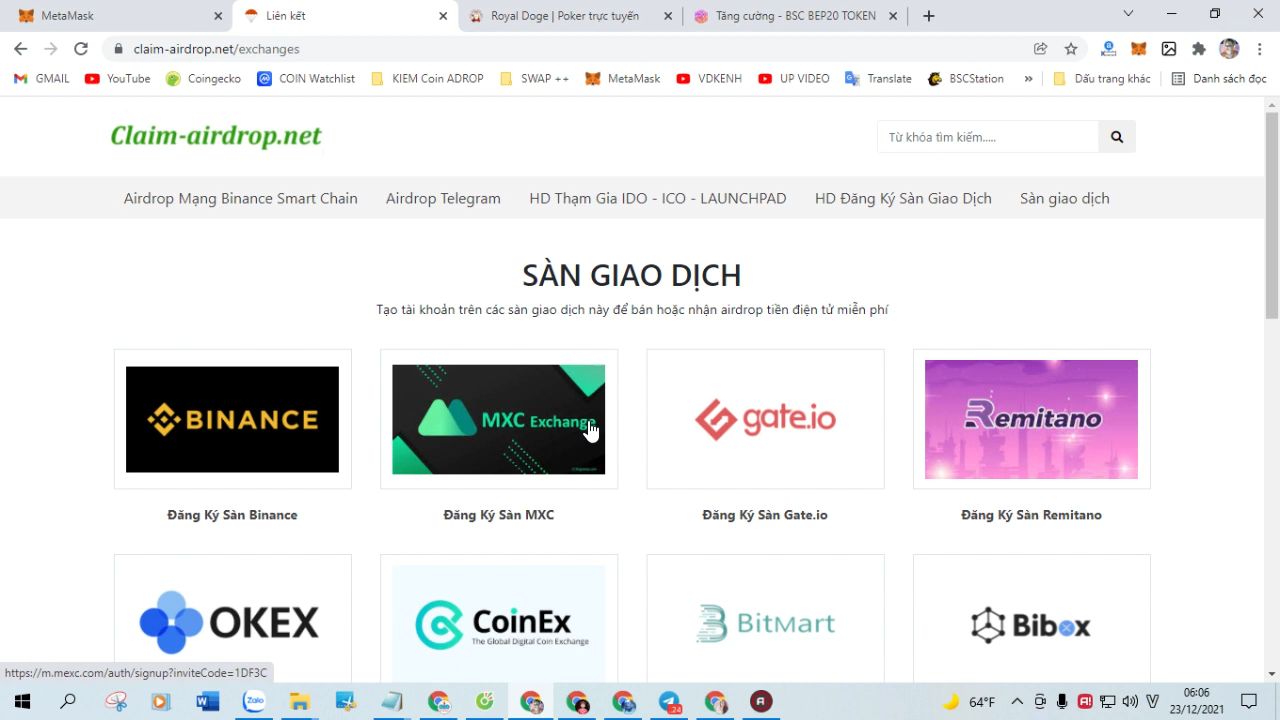 MetaMask
Liên kết
Royal Doge | Poker trực tuyến
Tăng cường - BSC BEP20 TOKEN
claim-airdrop.net/exchanges
GMAIL
YouTube
Coingecko
COIN Watchlist
KIEM Coin ADROP
SWAP ++
MetaMask
VDKENH
UP VIDEO
Translate
BSCStation
»
Dấu trang khác
Danh sách đọc
Claim-airdrop.net
Từ khóa tìm kiếm.....
Airdrop Mạng Binance Smart Chain
Airdrop Telegram
HD Thạm Gia IDO - ICO - LAUNCHPAD
HD Đăng Ký Sàn Giao Dịch
Sàn giao dịch
SÀN GIAO DỊCH
Tạo tài khoản trên các sàn giao dịch này để bán hoặc nhận airdrop tiền điện tử miễn phí
BINANCE
MXC Exchange
gate.io
Remitano
Đăng Ký Sàn Binance
Đăng Ký Sàn MXC
Đăng Ký Sàn Gate.io
Đăng Ký Sàn Remitano
OKEX
CoinEx
The Global Digital Coin Exchange
BitMart
Bibox
https://m.mexc.com/auth/signup?inviteCode=1DF3C
Zalo
24
64°F
06:06
23/12/2021